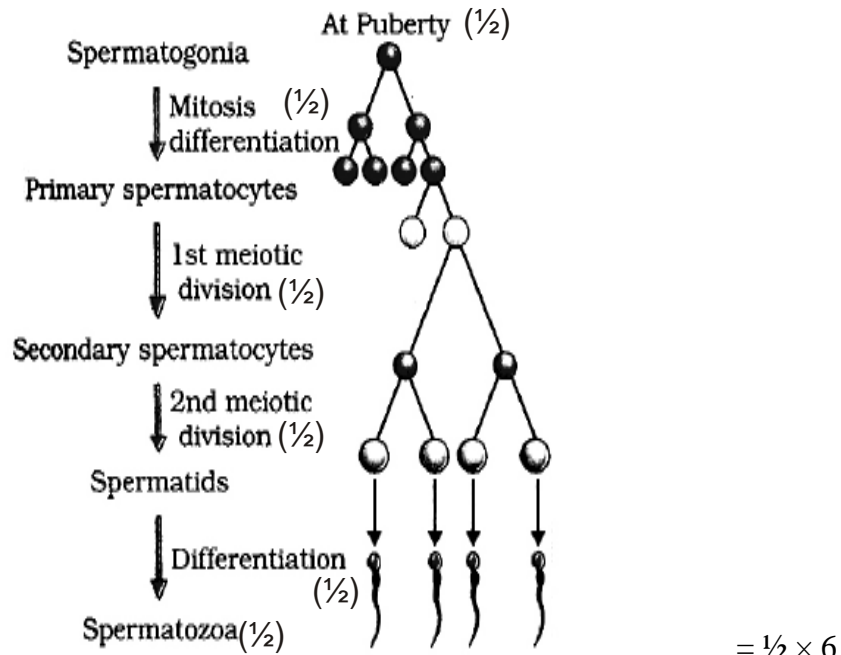 At Puberty (½)
Spermatogonia
Mitosis (½)
differentiation
Primary spermatocytes
1st meiotic
division (½)
Secondary spermatocytes
2nd meiotic
division (½)
Spermatids
Differentiation
(½)
Spermatozoa(½)
= ½ × 6